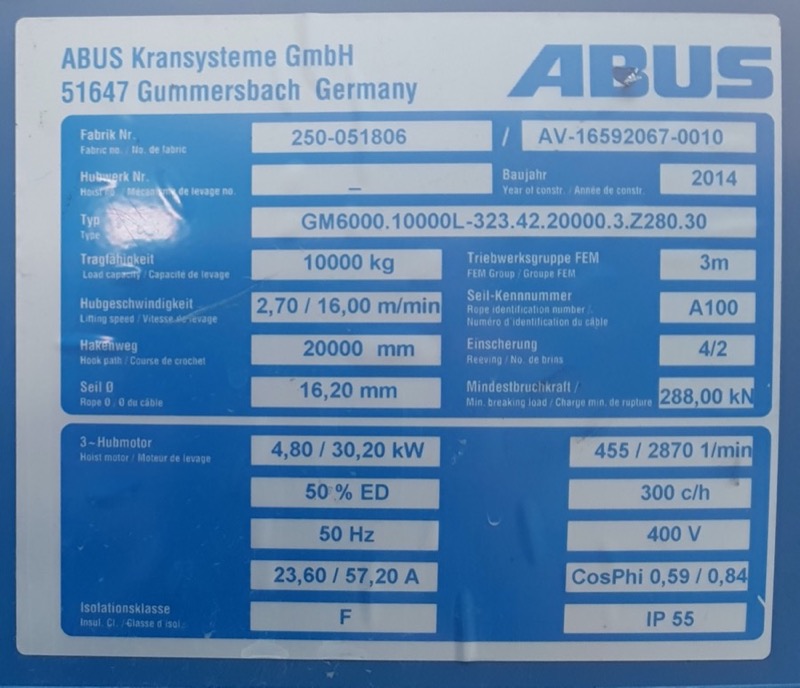 ABUS Kransysteme GmbH
51647 Gummersbach Germany
ABUS
Fabrik Nr. 250-051806 / AV-16592067-0010
Fabric no. / No. de fabric
Hubwerk Nr. _ Baujahr 2014
Hoist no. / Mécanisme de levage no. Year of constr. / Année de constr.
Typ GM6000.10000L-323.42.20000.3.Z280.30
Type
Tragfähigkeit 10000 kg Triebwerksgruppe FEM 3m
Load capacity / Capacité de levage FEM Group / Groupe FEM
Hubgeschwindigkeit 2,70 / 16,00 m/min Seil-Kennnummer A100
Lifting speed / Vitesse de levage Rope identification number /
Numéro d'identification du câble
Hakenweg 20000 mm Einscherung 4/2
Hook path / Course de crochet Reeving / No. de brins
Seil Ø 16,20 mm Mindestbruchkraft / 288,00 kN
Rope Ø / Ø du câble Min. breaking load / Charge min. de rupture
3~Hubmotor 4,80 / 30,20 kW 455 / 2870 1/min
Hoist motor / Moteur de levage
50 % ED 300 c/h
50 Hz 400 V
23,60 / 57,20 A CosPhi 0,59 / 0,84
Isolationsklasse F IP 55
Insul. Cl. / Classe d isol.